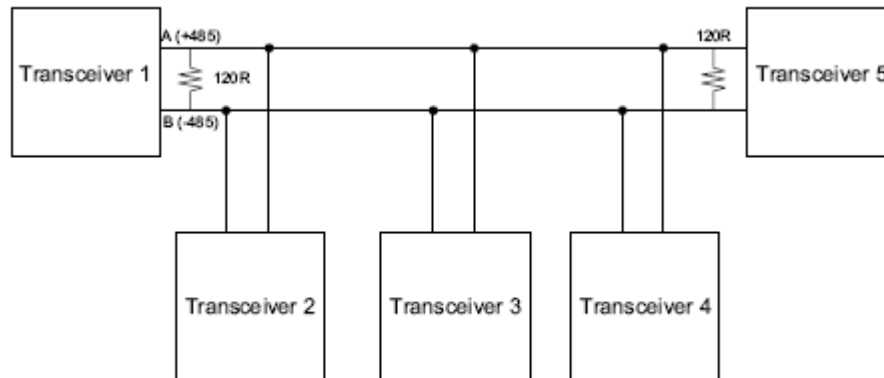 A (+485)
120R
Transceiver 1
120R
Transceiver 5
B (-485)
Transceiver 2
Transceiver 3
Transceiver 4